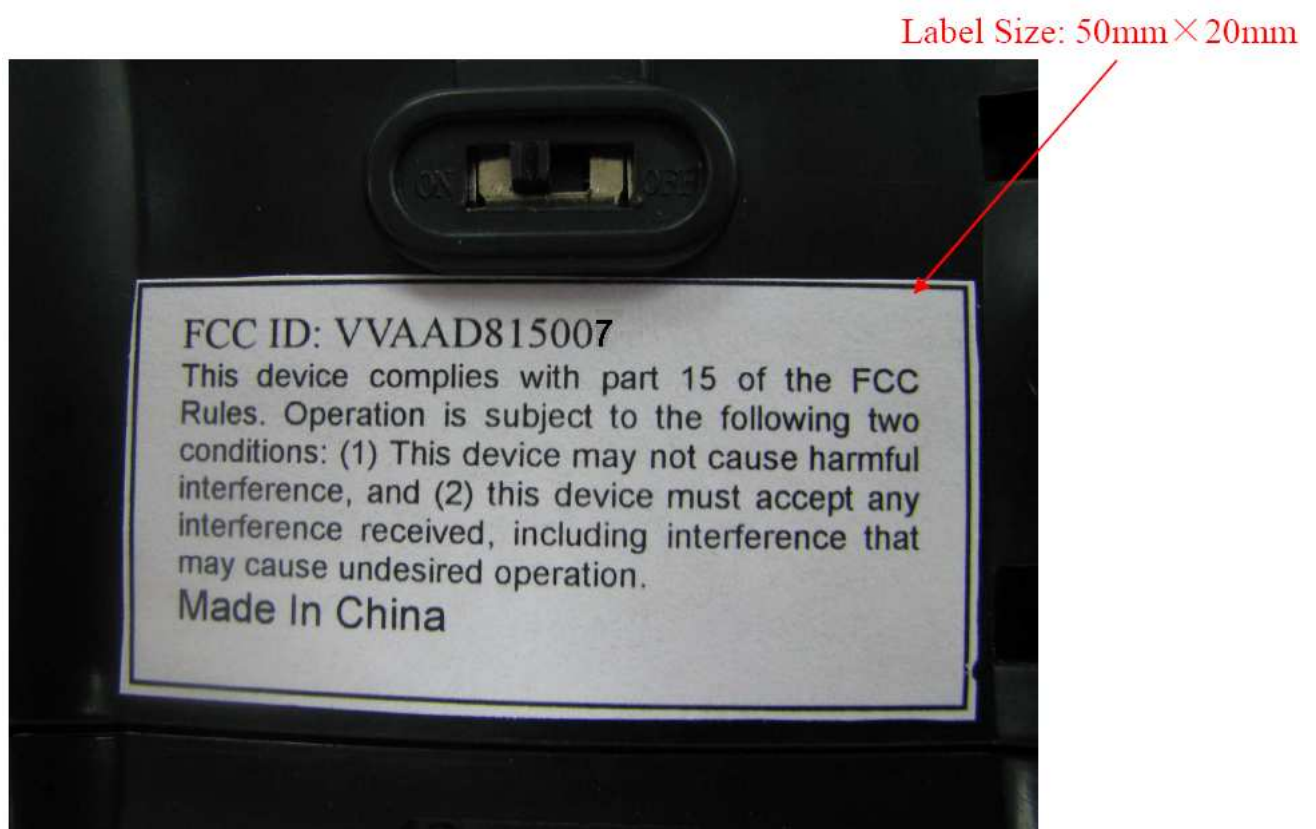 Label Size: 50mm×20mm
ON OFF
FCC ID: VVAAD815007
This device complies with part 15 of the FCC
Rules. Operation is subject to the following two
conditions: (1) This device may not cause harmful
interference, and (2) this device must accept any
interference received, including interference that
may cause undesired operation.
Made In China